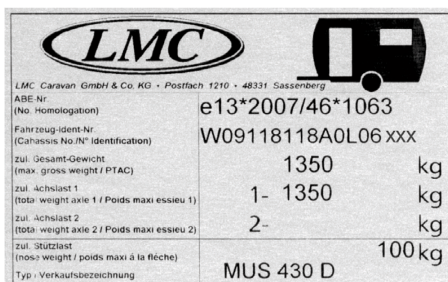 LMC
LMC Caravan GmbH & Co. KG • Postfach 1210 • 48331 Sassenberg
ABE-Nr.
(No. Homologation)
e13*2007/46*1063
Fahrzeug-Ident-Nr.
(Cahassis No./N° Identification)
W09118118A0L06 xxx
zul. Gesamt-Gewicht
(max. gross weight / PTAC)
1350 kg
zul. Achslast 1
(total weight axle 1 / Poids maxi essieu 1)
1- 1350 kg
zul. Achslast 2
(total weight axle 2 / Poids maxi essieu 2)
2- kg
zul. Stützlast
(nose weight / poids maxi á la fléche)
100 kg
Typ / Verkaufsbezeichnung
MUS 430 D